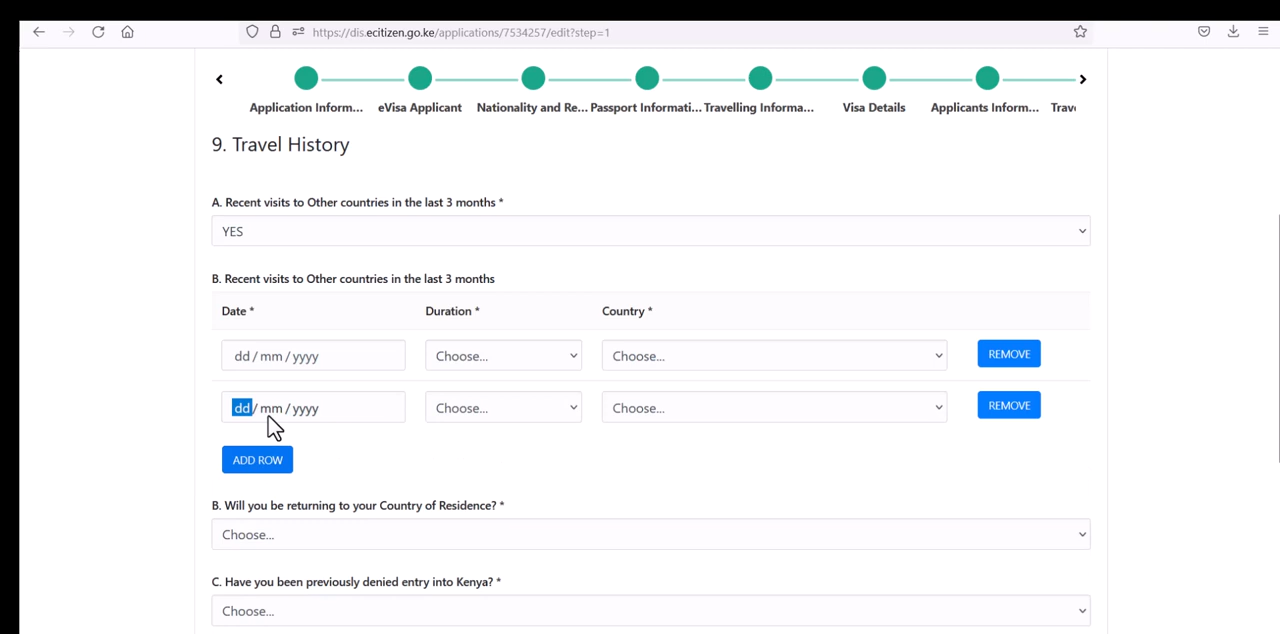 https://dis.ecitizen.go.ke/applications/7534257/edit?step=1
Application Inform... eVisa Applicant Nationality and Re... Passport Informati... Travelling Informa... Visa Details Applicants Inform... Trave
9. Travel History
A. Recent visits to Other countries in the last 3 months *
YES
B. Recent visits to Other countries in the last 3 months
Date * Duration * Country *
dd / mm / yyyy Choose... Choose... REMOVE
dd / mm / yyyy Choose... Choose... REMOVE
ADD ROW
B. Will you be returning to your Country of Residence? *
Choose...
C. Have you been previously denied entry into Kenya? *
Choose...